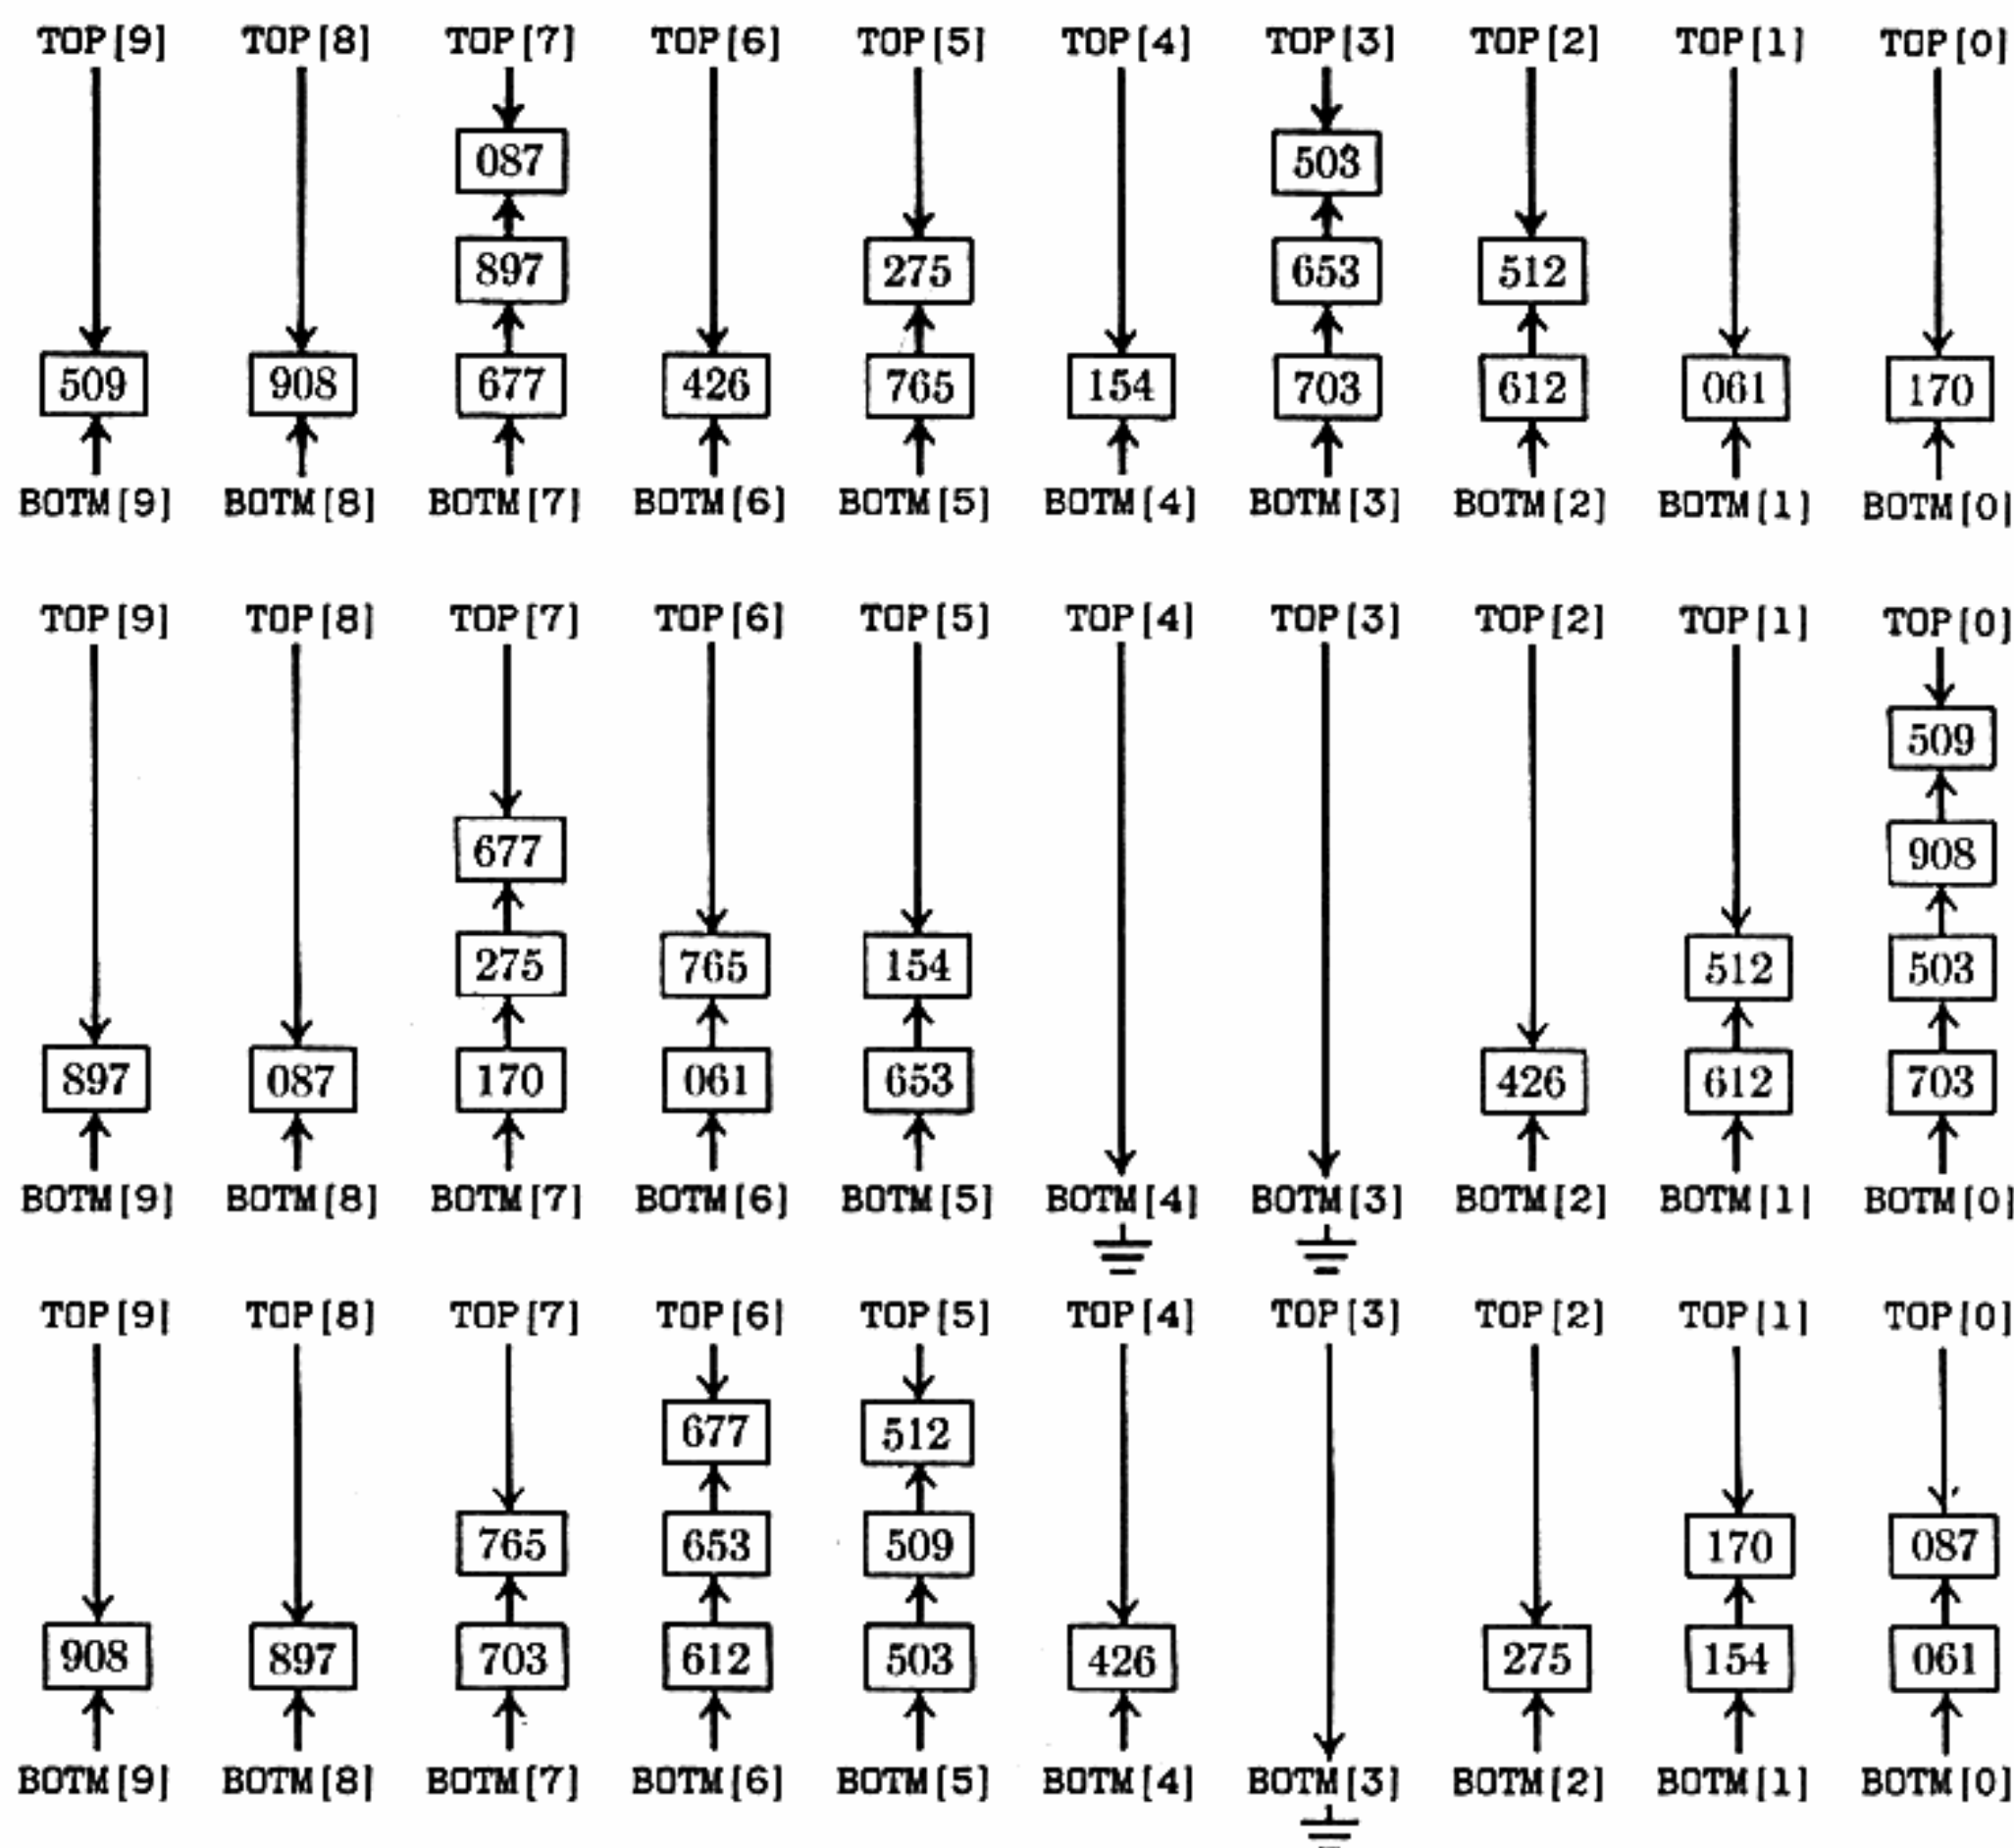 TOP[9] TOP[8] TOP[7] TOP[6] TOP[5] TOP[4] TOP[3] TOP[2] TOP[1] TOP[0]
087 503
897 275 653 512
509 908 677 426 765 154 703 612 061 170
BOTM[9] BOTM[8] BOTM[7] BOTM[6] BOTM[5] BOTM[4] BOTM[3] BOTM[2] BOTM[1] BOTM[0]
TOP[9] TOP[8] TOP[7] TOP[6] TOP[5] TOP[4] TOP[3] TOP[2] TOP[1] TOP[0]
509
677 908
275 765 154 512 503
897 087 170 061 653 426 612 703
BOTM[9] BOTM[8] BOTM[7] BOTM[6] BOTM[5] BOTM[4] BOTM[3] BOTM[2] BOTM[1] BOTM[0]
TOP[9] TOP[8] TOP[7] TOP[6] TOP[5] TOP[4] TOP[3] TOP[2] TOP[1] TOP[0]
677 512
765 653 509 170 087
908 897 703 612 503 426 275 154 061
BOTM[9] BOTM[8] BOTM[7] BOTM[6] BOTM[5] BOTM[4] BOTM[3] BOTM[2] BOTM[1] BOTM[0]